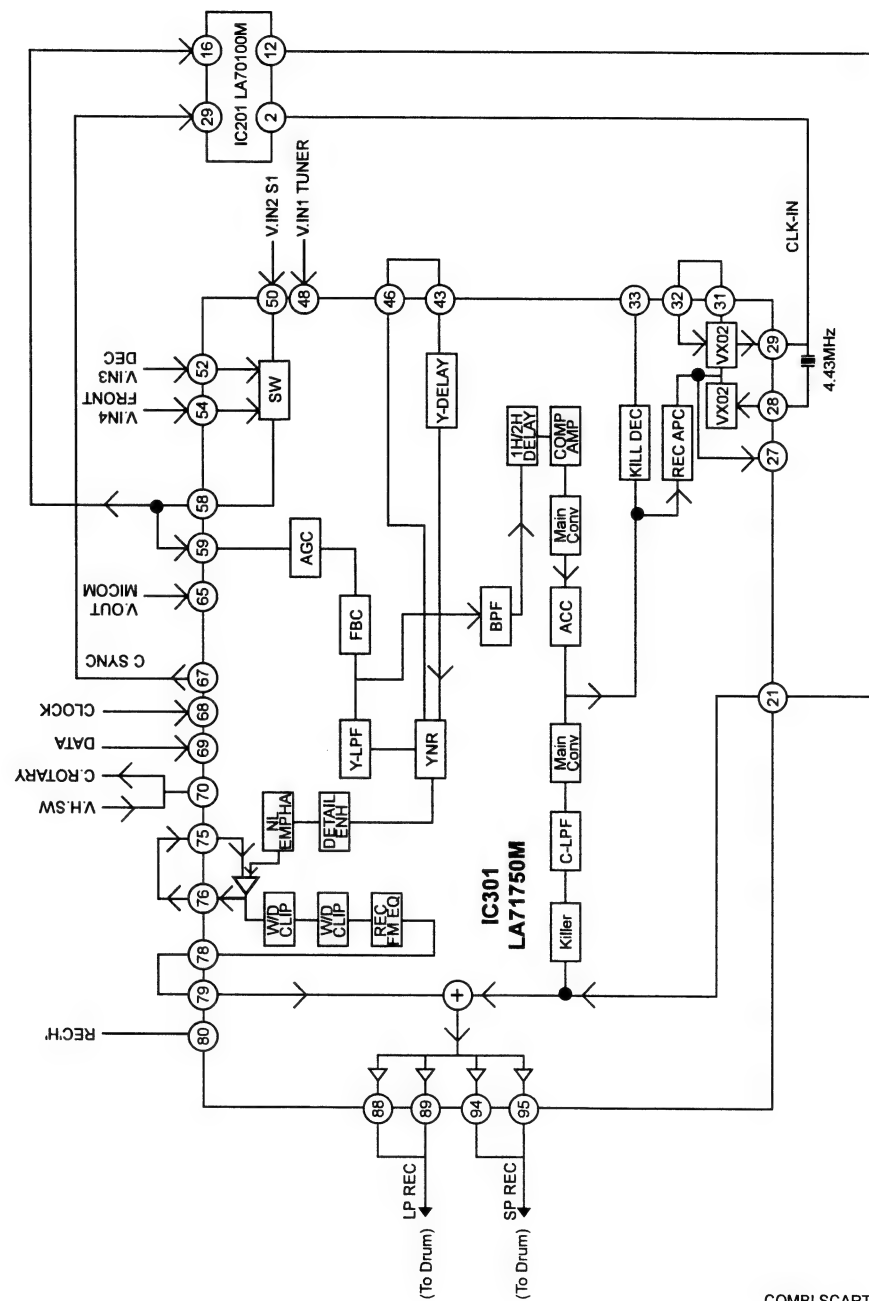 16
12
29
2
IC201 LA70100M
V.IN2 S1
V.IN1 TUNER
50
48
46
43
33
32
31
CLK-IN
V.IN3
DEC
V.IN4
FRONT
52
54
SW
Y-DELAY
VX02
VX02
29
28
27
4.43MHz
1H/2H
DELAY
COMP
AMP
KILL DEC
REC APC
58
59
AGC
Main
Conv
V.OUT
MICOM
65
FBC
BPF
ACC
C SYNC
67
CLOCK
68
DATA
69
Y-LPF
YNR
Main
Conv
21
C.ROTARY
V.H.SW
70
75
76
NL
EMPHA
DETAIL
ENH
C-LPF
W/D
CLIP
W/D
CLIP
REC
FM EQ
IC301
LA71750M
Killer
78
79
+
REC'H'
80
88
89
94
95
LP REC
(To Drum)
SP REC
(To Drum)
COMBI SCART